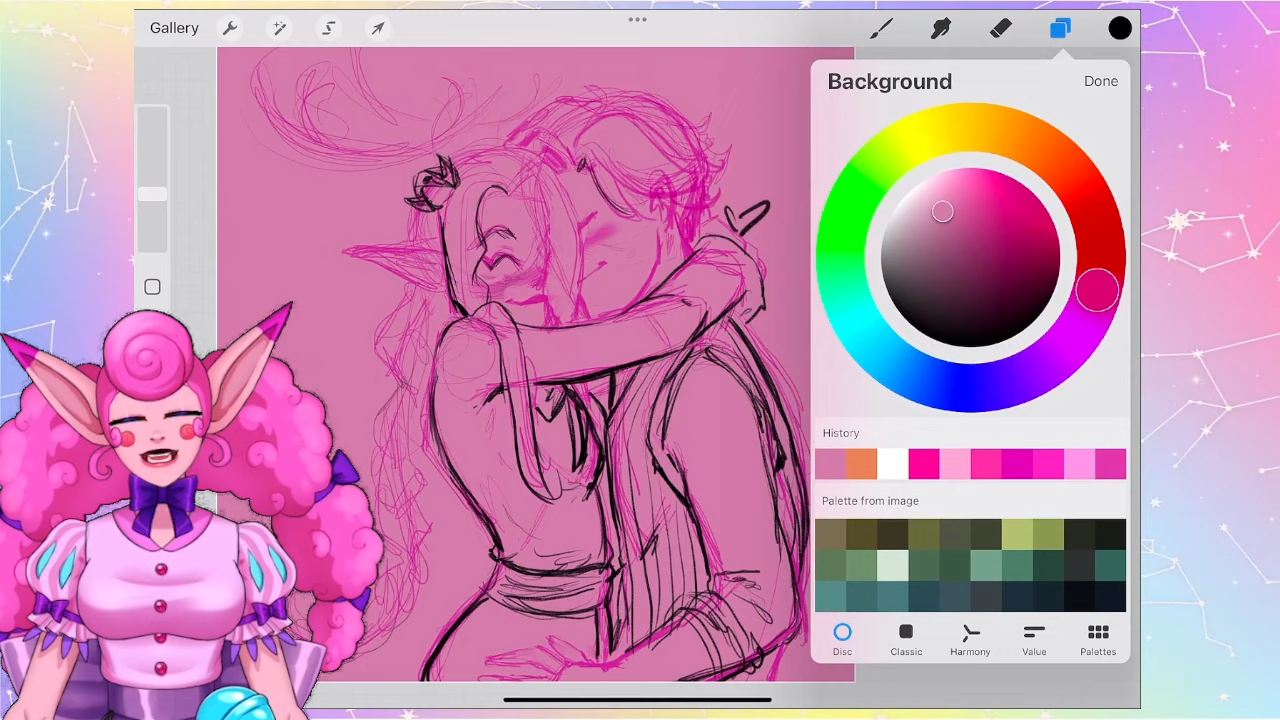 Gallery
Background
Done
History
Palette from image
Disc
Classic
Harmony
Value
Palettes